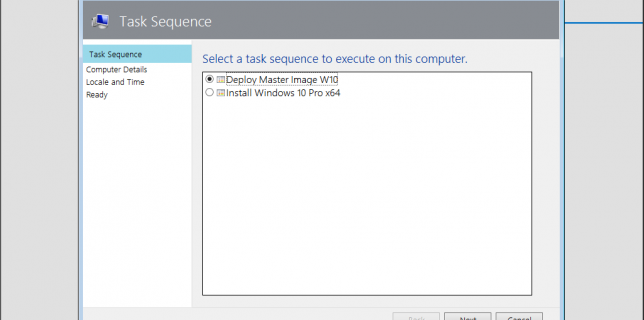 Task Sequence
Task Sequence
Computer Details
Locale and Time
Ready
Select a task sequence to execute on this computer.
Deploy Master Image W10
Install Windows 10 Pro x64
Back
Next
Cancel